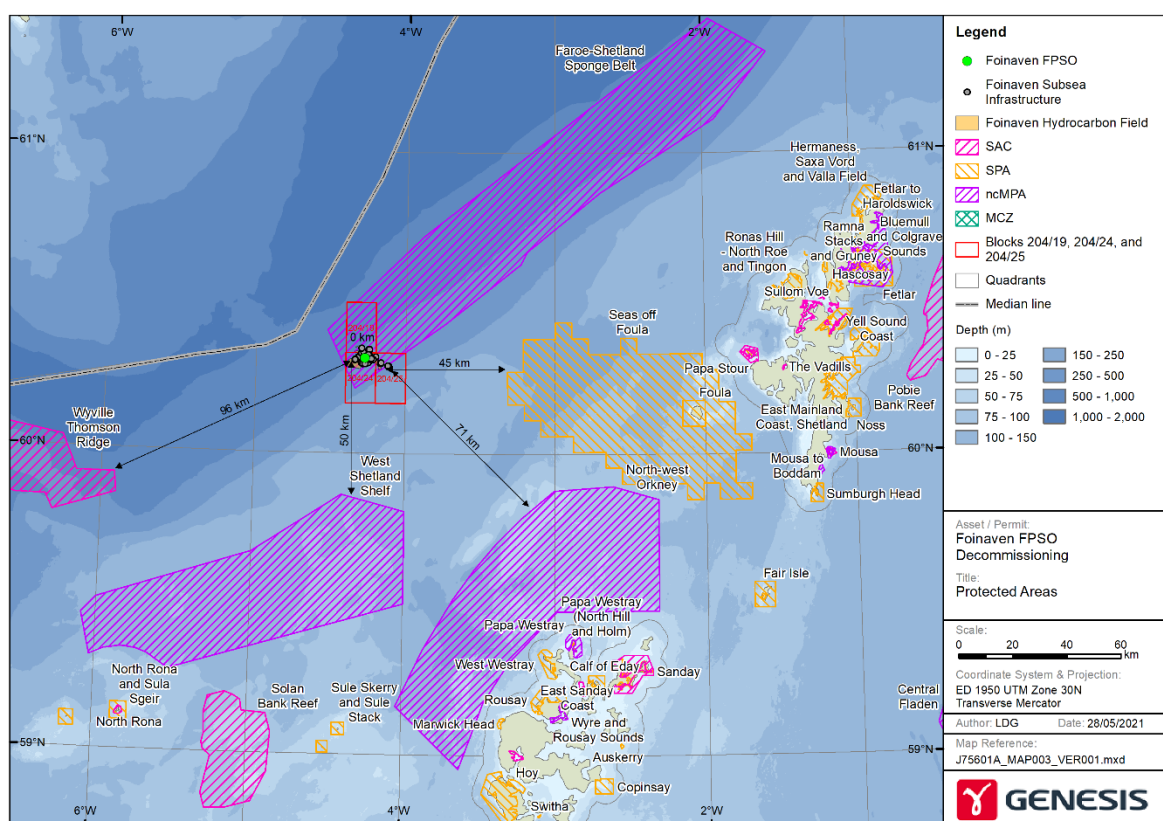 6°W
4°W
2°W
Faroe-Shetland
Sponge Belt
61°N
61°N
Hermaness,
Saxa Vord
and Valla Field
Fetlar to
Haroldswick
Bluemull
and Colgrave
Sounds
Ramna
Stacks
and Gruney
Ronas Hill
- North Roe
and Tingon
Hascosay
Fetlar
Sullom Voe
Yell Sound
Coast
Seas off
Foula
0 km
204/25
45 km
Papa Stour
The Vadills
Foula
Pobie
Bank Reef
East Mainland
Coast, Shetland
Noss
96 km
50 km
71 km
Wyville
Thomson
Ridge
60°N
60°N
West
Shetland
Shelf
North-west
Orkney
Mousa to
Boddam
Mousa
Sumburgh Head
Fair Isle
Papa Westray
(North Hill
and Holm)
Papa Westray
West Westray
Calf of Eday
Sanday
North Rona
and Sula
Sgeir
North Rona
Solan
Bank Reef
Sule Skerry
and Sule
Stack
Rousay
East Sanday
Coast
Marwick Head
Wyre and
Rousay Sounds
Central
Fladen
Auskerry
59°N
59°N
Hoy
Copinsay
Switha
6°W
4°W
2°W
Legend
Foinaven FPSO
Foinaven Subsea
Infrastructure
Foinaven Hydrocarbon Field
SAC
SPA
ncMPA
MCZ
Blocks 204/19, 204/24, and
204/25
Quadrants
Median line
Depth (m)
0 - 25
25 - 50
50 - 75
75 - 100
100 - 150
150 - 250
250 - 500
500 - 1,000
1,000 - 2,000
Asset / Permit:
Foinaven FPSO
Decommissioning
Title:
Protected Areas
Scale:
0 20 40 60
km
Coordinate System & Projection:
ED 1950 UTM Zone 30N
Transverse Mercator
Author: LDG Date: 28/05/2021
Map Reference:
J75601A_MAP003_VER001.mxd
GENESIS